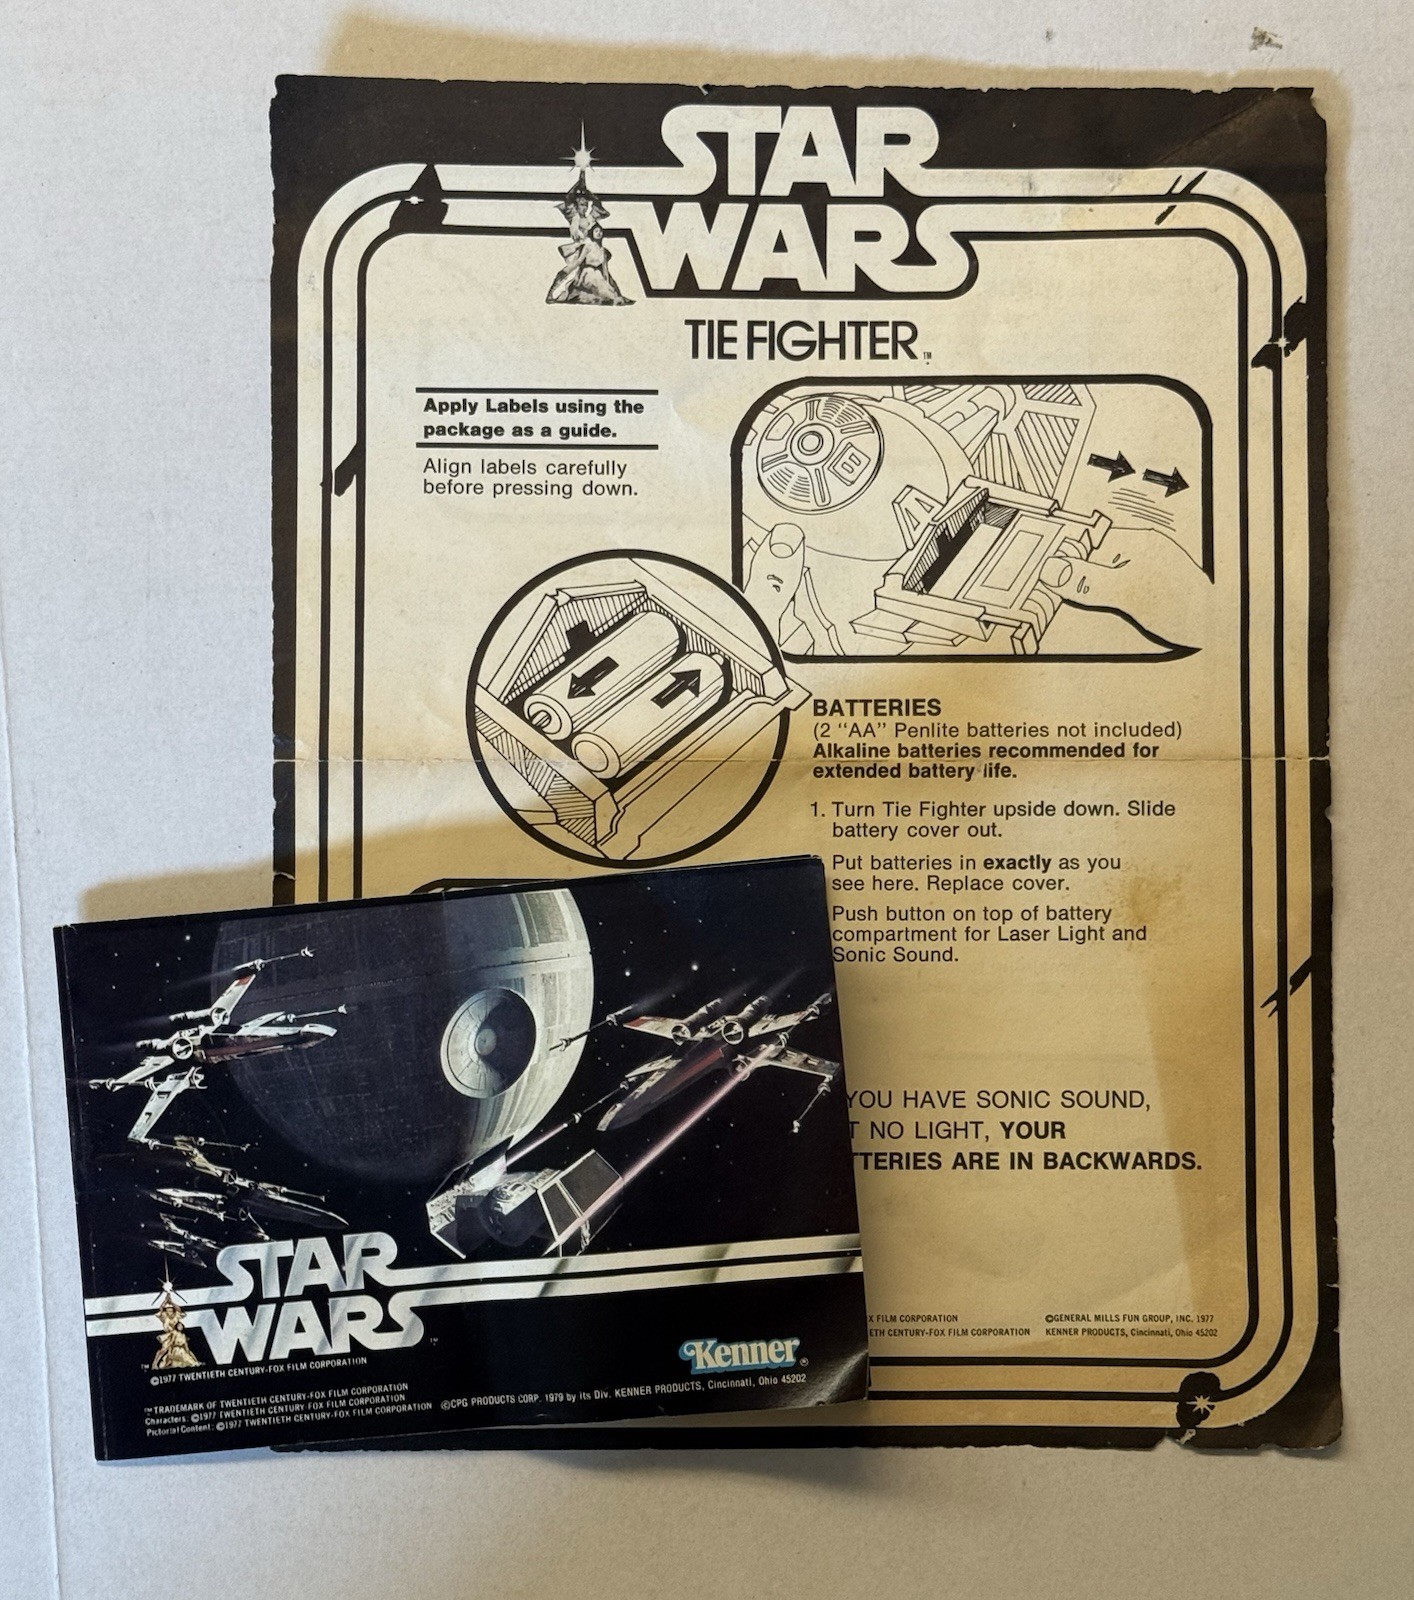 STAR
WARS
TIE FIGHTER™
Apply Labels using the
package as a guide.
Align labels carefully
before pressing down.
BATTERIES
(2 “AA” Penlite batteries not included)
Alkaline batteries recommended for
extended battery life.
1. Turn Tie Fighter upside down. Slide
battery cover out.
Put batteries in exactly as you
see here. Replace cover.
Push button on top of battery
compartment for Laser Light and
Sonic Sound.
YOU HAVE SONIC SOUND,
T NO LIGHT, YOUR
TTERIES ARE IN BACKWARDS.
X FILM CORPORATION
ETH CENTURY-FOX FILM CORPORATION
©GENERAL MILLS FUN GROUP, INC. 1977
KENNER PRODUCTS, Cincinnati, Ohio 45202
STAR
WARS™
™
©1977 TWENTIETH CENTURY-FOX FILM CORPORATION
Kenner®
™TRADEMARK OF TWENTIETH CENTURY-FOX FILM CORPORATION
Characters: ©1977 TWENTIETH CENTURY FOX FILM CORPORATION
Pictorial Content: ©1977 TWENTIETH CENTURY-FOX FILM CORPORATION
©CPG PRODUCTS CORP. 1979 by its Div. KENNER PRODUCTS, Cincinnati, Ohio 45202